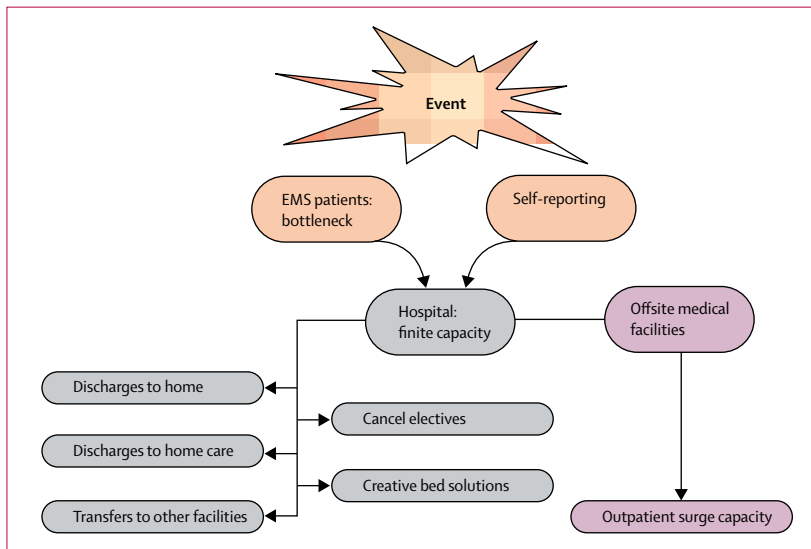 Event
EMS patients:
bottleneck
Self-reporting
Hospital:
finite capacity
Offsite medical
facilities
Discharges to home
Cancel electives
Discharges to home care
Creative bed solutions
Transfers to other facilities
Outpatient surge capacity